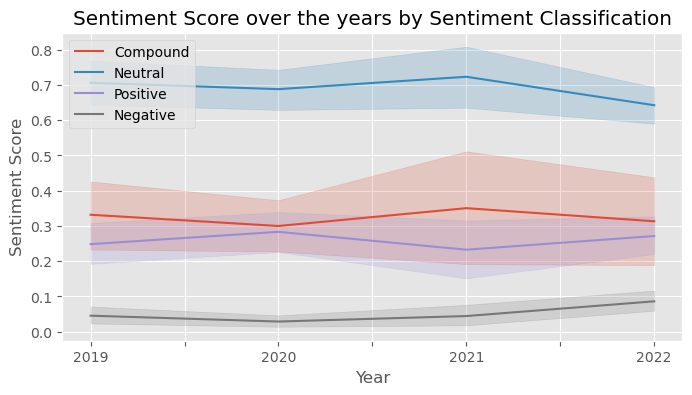 Sentiment Score over the years by Sentiment Classification
Compound
Neutral
Positive
Negative
Sentiment Score
0.8
0.7
0.6
0.5
0.4
0.3
0.2
0.1
0.0
2019 2020 2021 2022
Year